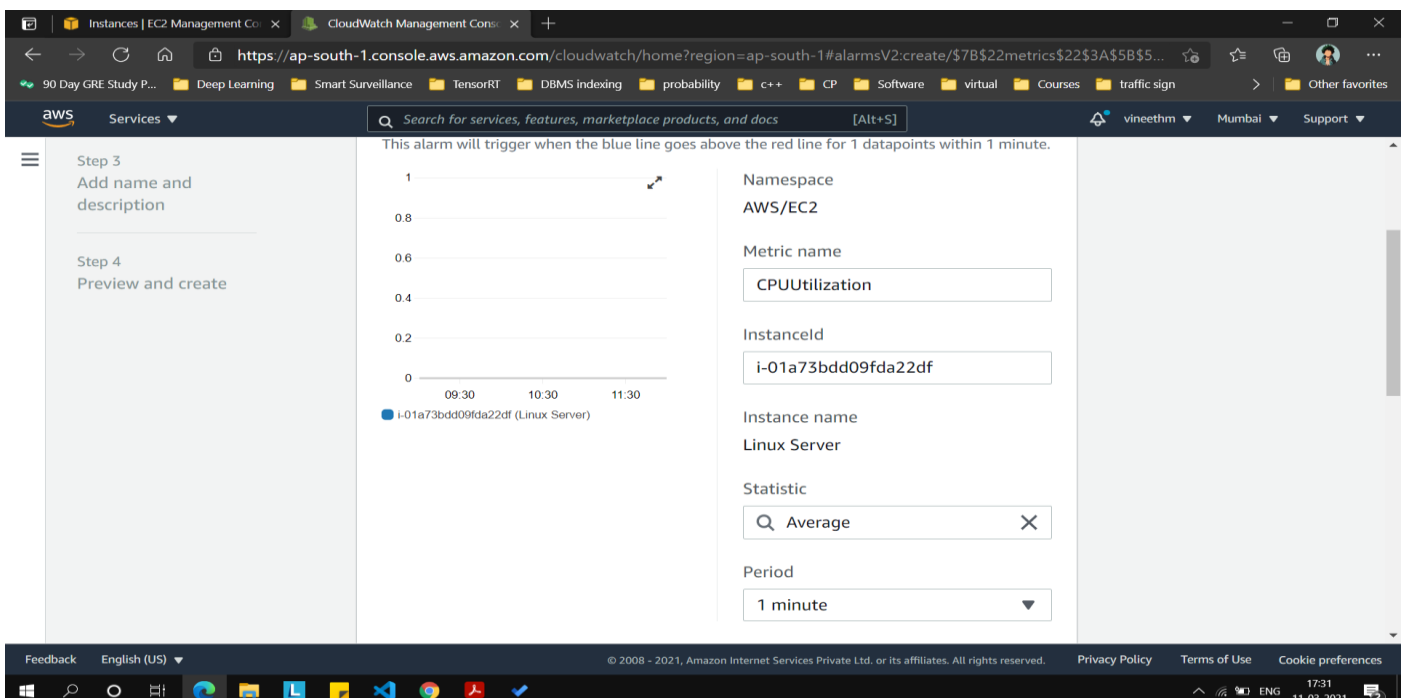 Instances | EC2 Management Co
CloudWatch Management Conso
https://ap-south-1.console.aws.amazon.com/cloudwatch/home?region=ap-south-1#alarmsV2:create/$7B$22metrics$22$3A$5B$5...
90 Day GRE Study P...
Deep Learning
Smart Surveillance
TensorRT
DBMS indexing
probability
c++
CP
Software
virtual
Courses
traffic sign
Other favorites
aws
Services
Search for services, features, marketplace products, and docs
[Alt+S]
vineethm
Mumbai
Support
Step 3
Add name and
description
Step 4
Preview and create
This alarm will trigger when the blue line goes above the red line for 1 datapoints within 1 minute.
1
0.8
0.6
0.4
0.2
0
09:30 10:30 11:30
i-01a73bdd09fda22df (Linux Server)
Namespace
AWS/EC2
Metric name
CPUUtilization
InstanceId
i-01a73bdd09fda22df
Instance name
Linux Server
Statistic
Average
Period
1 minute
Feedback
English (US)
© 2008 - 2021, Amazon Internet Services Private Ltd. or its affiliates. All rights reserved.
Privacy Policy
Terms of Use
Cookie preferences
L
ENG
17:31
11-03-2021